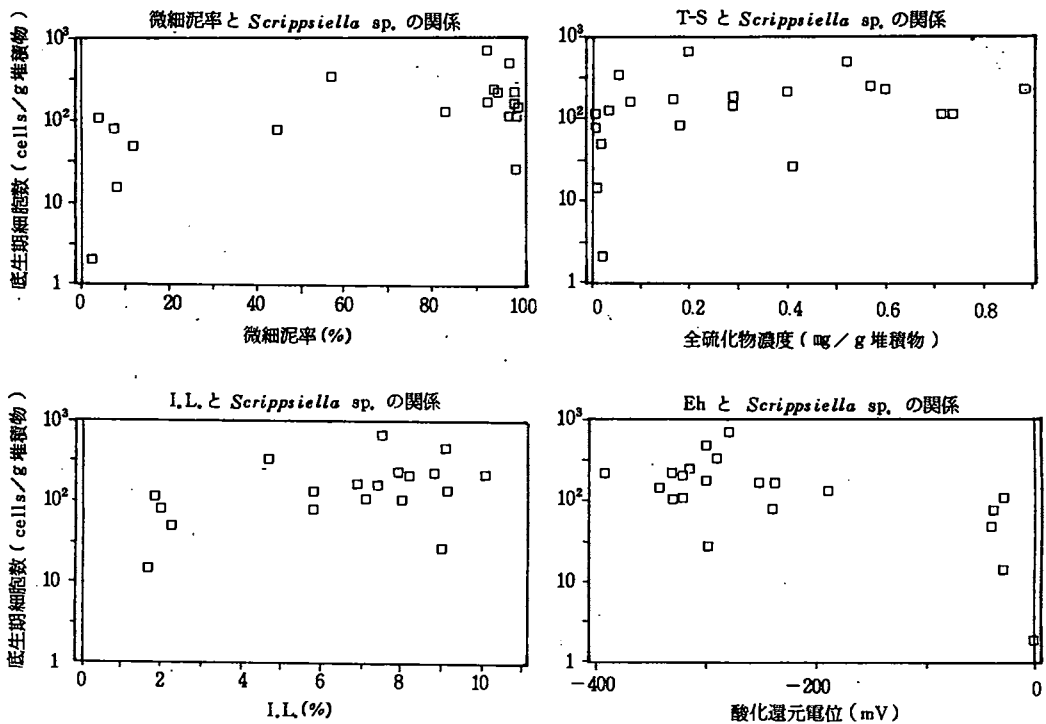 微細泥率と Scrippsiella sp. の関係
10³
10²
10
1
底生期細胞数 ( cells／g 堆積物 )
0 20 40 60 80 100
微細泥率 (%)
T-S と Scrippsiella sp. の関係
10³
10²
10
1
0 0.2 0.4 0.6 0.8
全硫化物濃度 ( mg／g 堆積物 )
I.L. と Scrippsiella sp. の関係
10³
10²
10
1
底生期細胞数 ( cells／g 堆積物 )
0 2 4 6 8 10
I.L. (%)
Eh と Scrippsiella sp. の関係
10³
10²
10
1
−400 −200 0
酸化還元電位 ( mV )